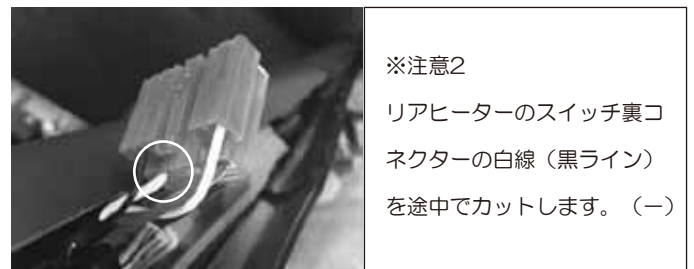 ※注意2
リアヒーターのスイッチ裏コ
ネクターの白線（黒ライン）
を途中でカットします。（ー）